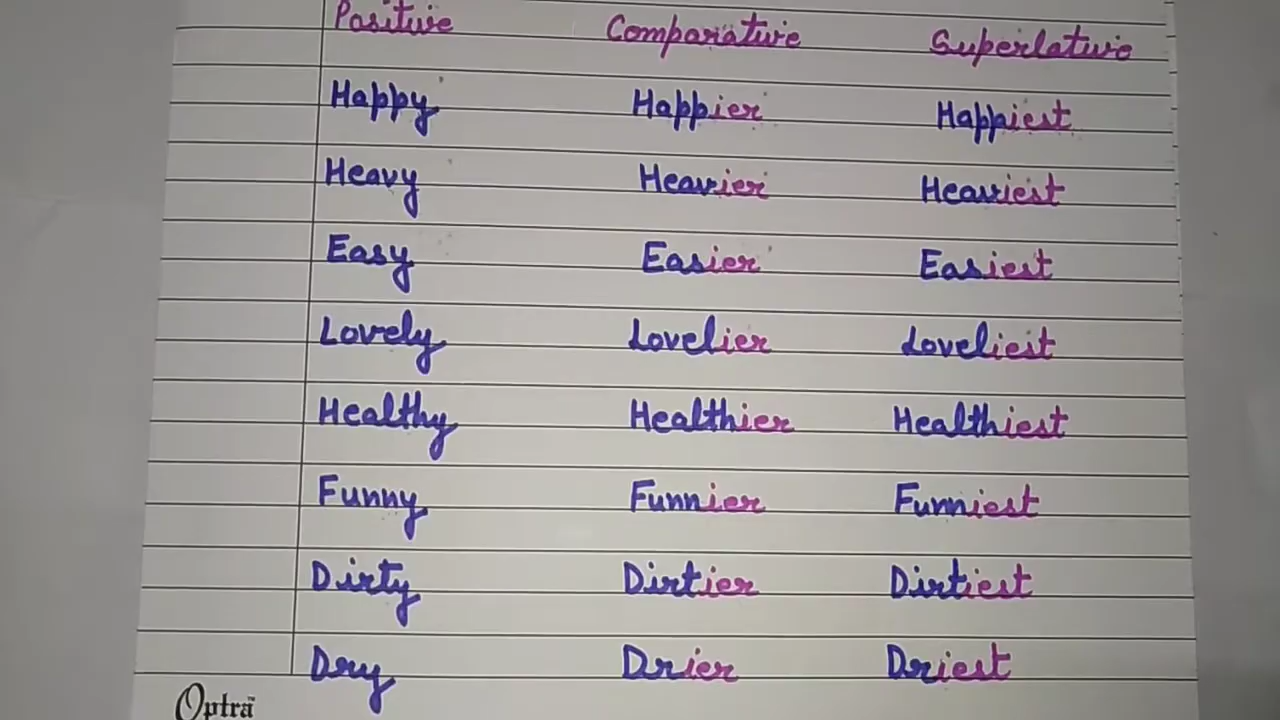 Positive Comparative Superlative
Happy Happier Happiest
Heavy Heavier Heaviest
Easy Easier Easiest
Lovely Lovelier Loveliest
Healthy Healthier Healthiest
Funny Funnier Funniest
Dirty Dirtier Dirtiest
Dry Drier Driest
Optra